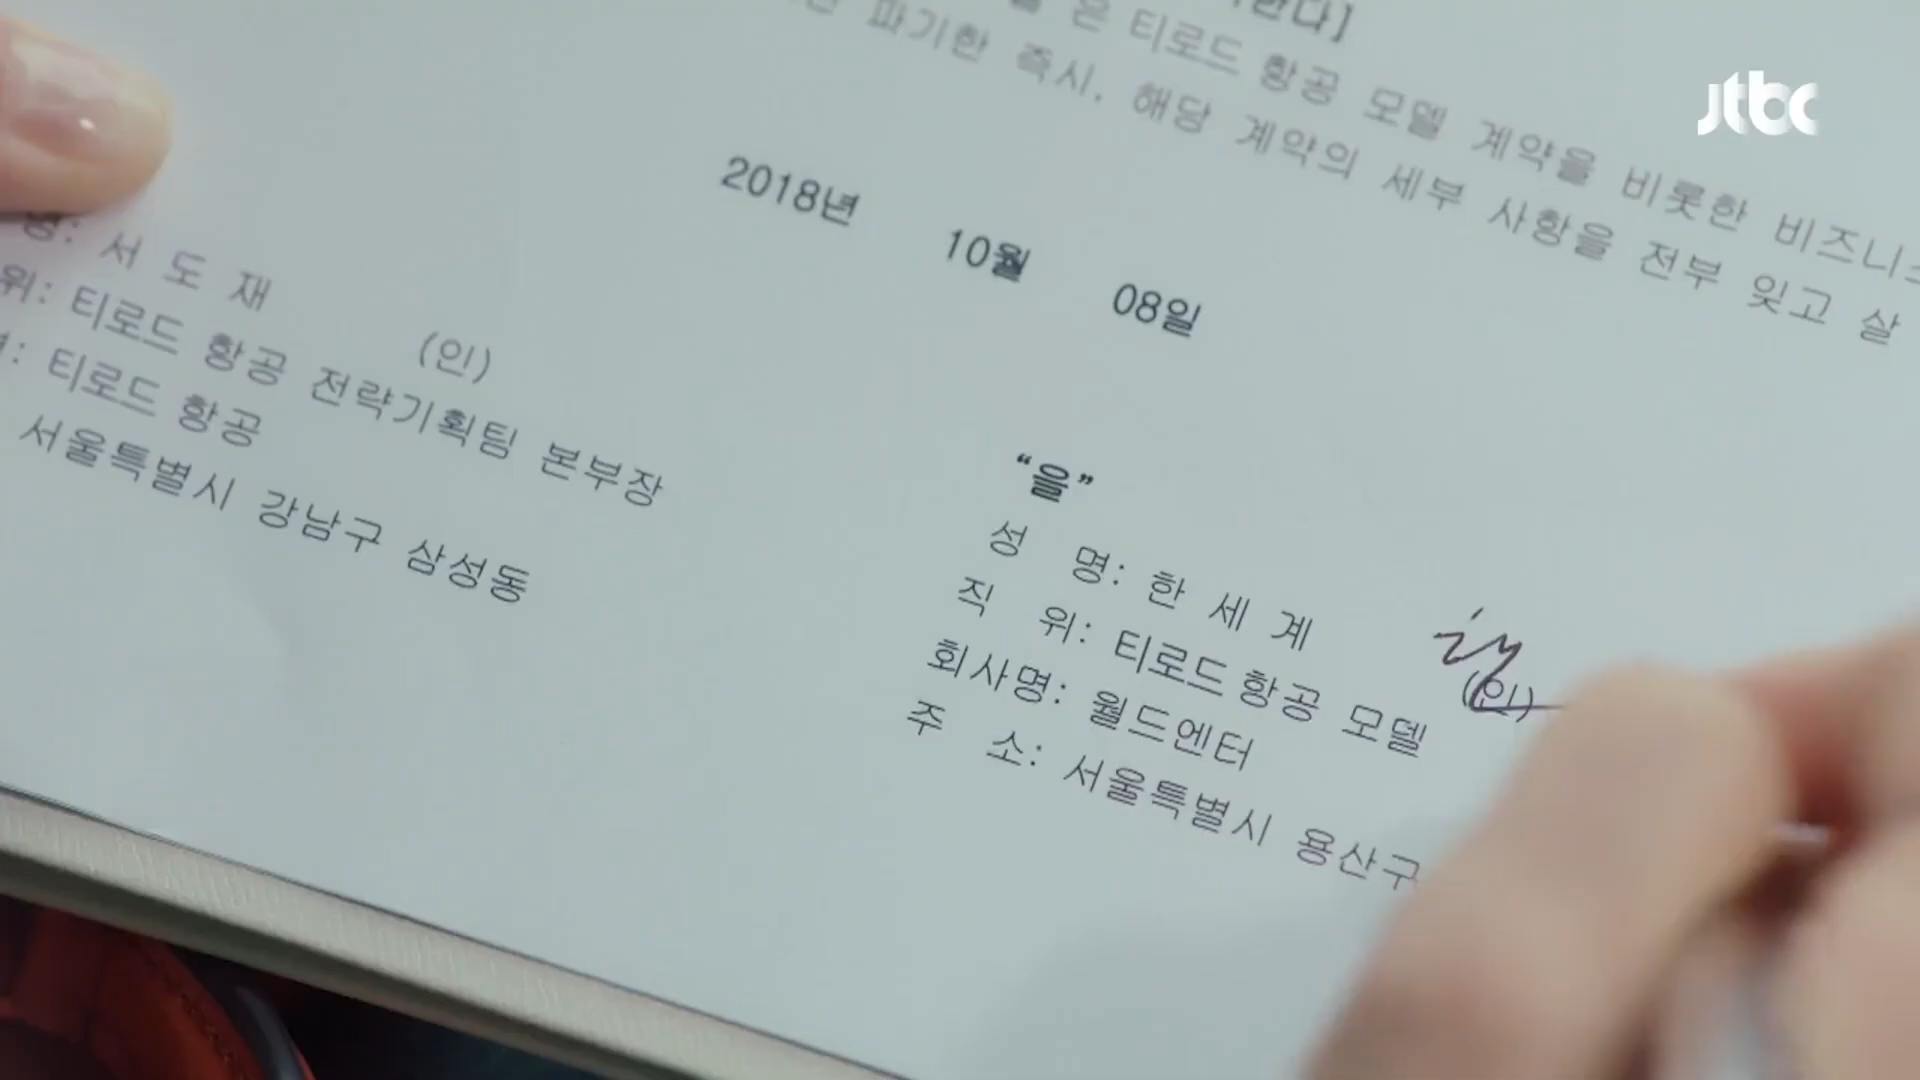 한다]
은 티로드 항공 모델 계약을 비롯한 비즈니스
파기한 즉시, 해당 계약의 세부 사항을 전부 잊고 살
jtbc
2018년 10월 08일
명: 서 도 재 (인)
위: 티로드 항공 전략기획팀 본부장
티로드 항공
서울특별시 강남구 삼성동
“을”
성 명: 한 세 계 (인)
직 위: 티로드 항공 모델
회사명: 월드엔터
주 소: 서울특별시 용산구